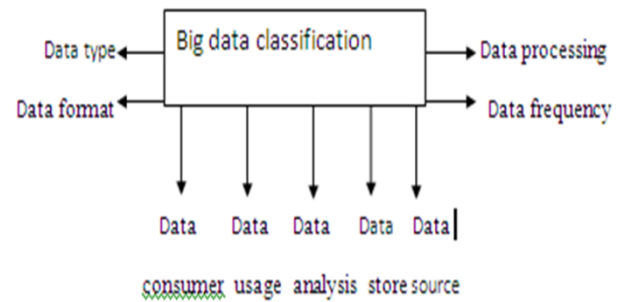 Big data classification
Data type
Data processing
Data format
Data frequency
Data Data Data Data Data
consumer usage analysis store source